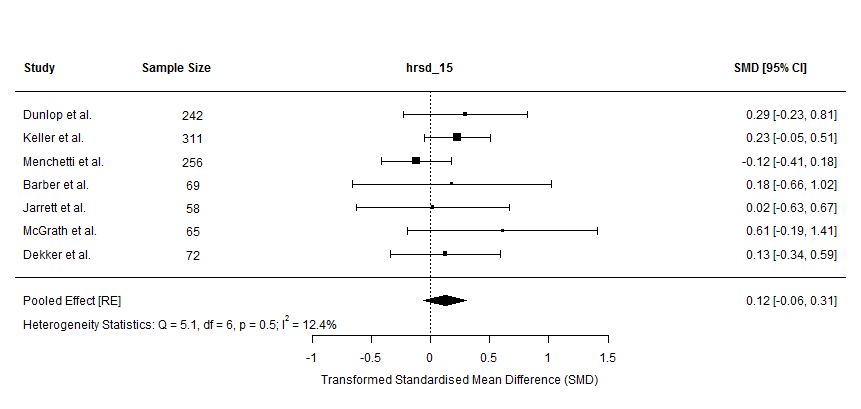 Study Sample Size hrsd_15 SMD [95% CI]
Dunlop et al. 242 0.29 [-0.23, 0.81]
Keller et al. 311 0.23 [-0.05, 0.51]
Menchetti et al. 256 -0.12 [-0.41, 0.18]
Barber et al. 69 0.18 [-0.66, 1.02]
Jarrett et al. 58 0.02 [-0.63, 0.67]
McGrath et al. 65 0.61 [-0.19, 1.41]
Dekker et al. 72 0.13 [-0.34, 0.59]
Pooled Effect [RE] 0.12 [-0.06, 0.31]
Heterogeneity Statistics: Q = 5.1, df = 6, p = 0.5; I² = 12.4%
-1 -0.5 0 0.5 1 1.5
Transformed Standardised Mean Difference (SMD)